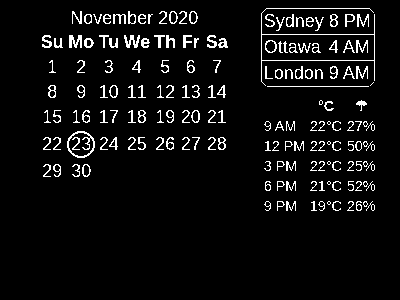 November 2020
Su Mo Tu We Th Fr Sa
1 2 3 4 5 6 7
8 9 10 11 12 13 14
15 16 17 18 19 20 21
22 23 24 25 26 27 28
29 30
Sydney 8 PM
Ottawa 4 AM
London 9 AM
°C ☂
9 AM 22°C 27%
12 PM 22°C 50%
3 PM 22°C 25%
6 PM 21°C 52%
9 PM 19°C 26%